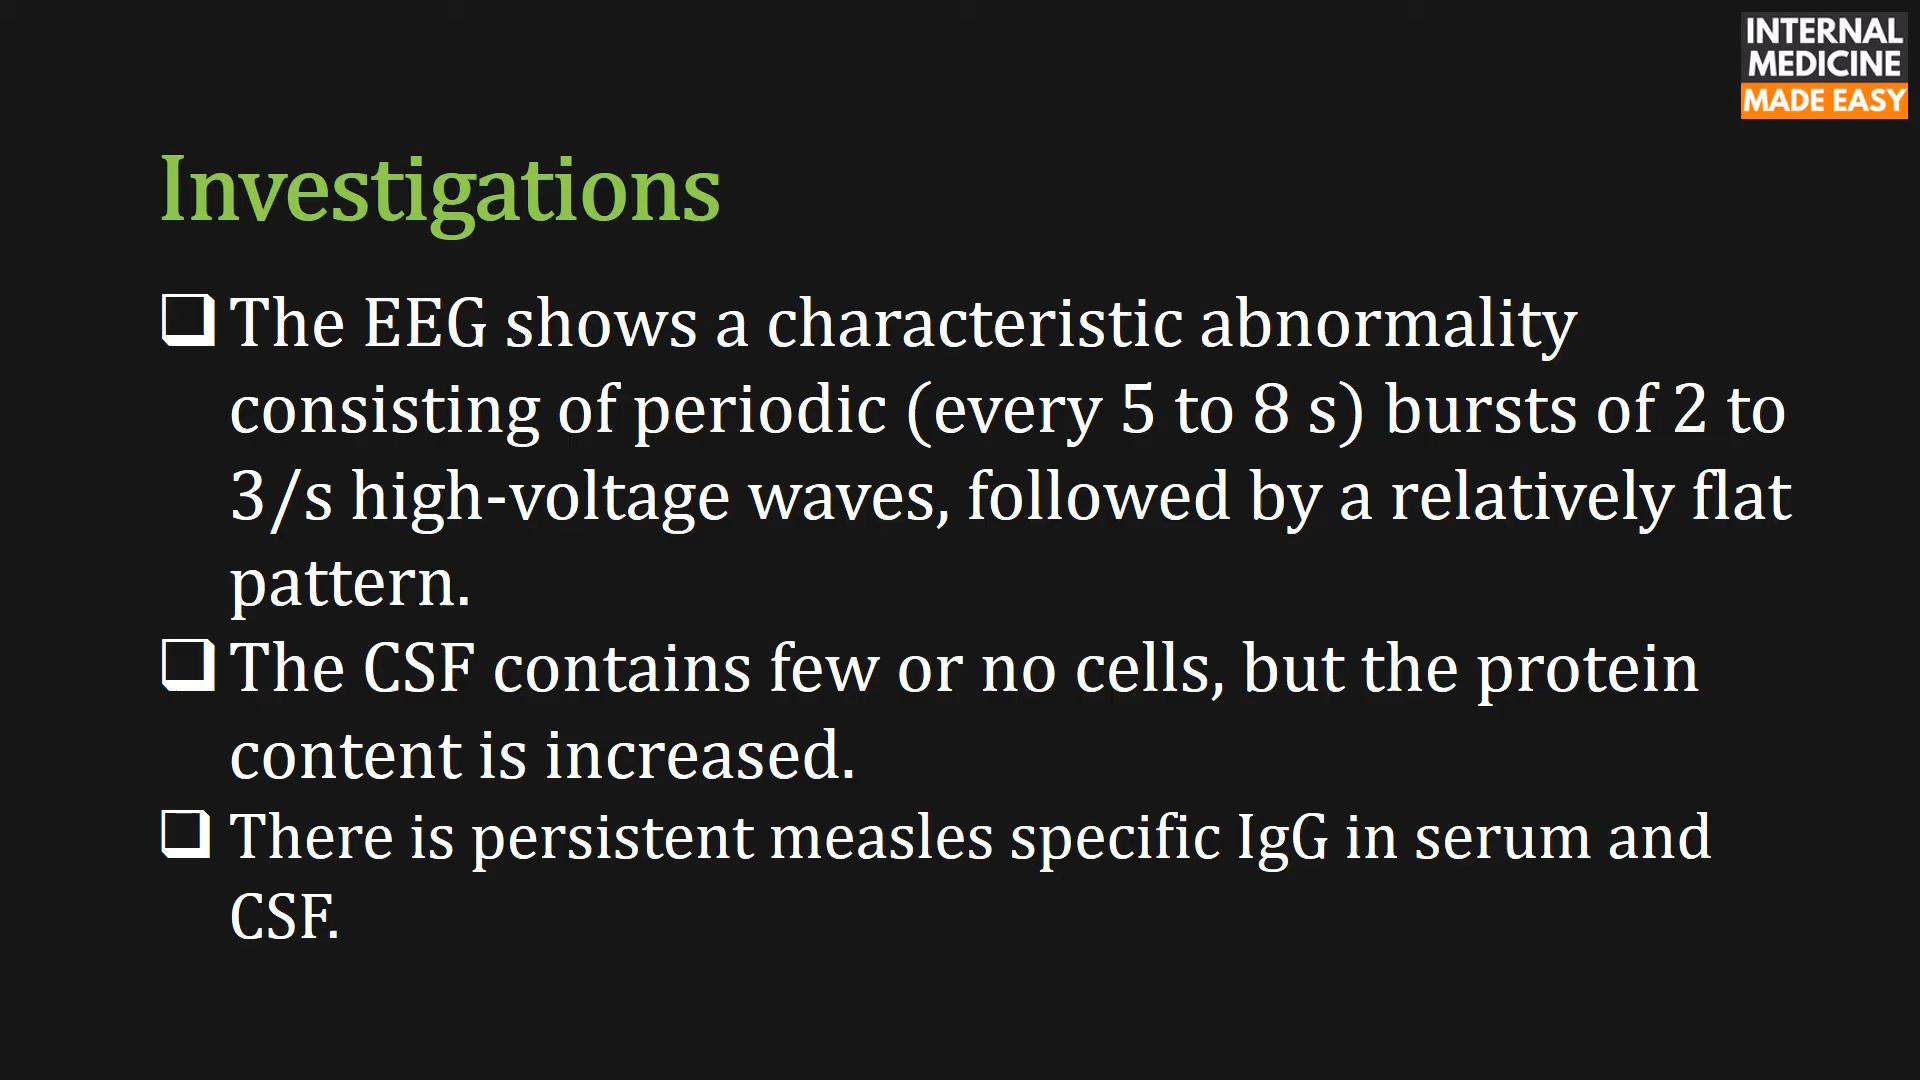 INTERNAL
MEDICINE
MADE EASY
Investigations
The EEG shows a characteristic abnormality
consisting of periodic (every 5 to 8 s) bursts of 2 to
3/s high-voltage waves, followed by a relatively flat
pattern.
The CSF contains few or no cells, but the protein
content is increased.
There is persistent measles specific IgG in serum and
CSF.